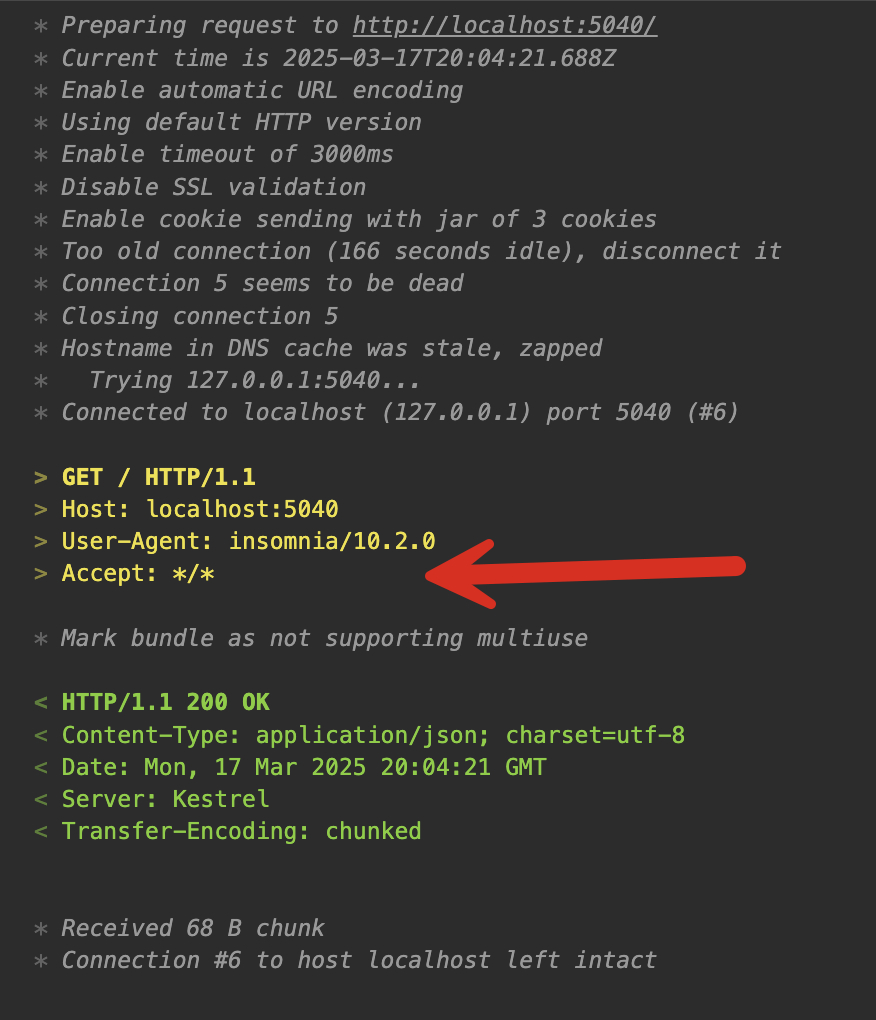 * Preparing request to http://localhost:5040/
* Current time is 2025-03-17T20:04:21.688Z
* Enable automatic URL encoding
* Using default HTTP version
* Enable timeout of 3000ms
* Disable SSL validation
* Enable cookie sending with jar of 3 cookies
* Too old connection (166 seconds idle), disconnect it
* Connection 5 seems to be dead
* Closing connection 5
* Hostname in DNS cache was stale, zapped
*   Trying 127.0.0.1:5040...
* Connected to localhost (127.0.0.1) port 5040 (#6)
> GET / HTTP/1.1
> Host: localhost:5040
> User-Agent: insomnia/10.2.0
> Accept: */*
* Mark bundle as not supporting multiuse
< HTTP/1.1 200 OK
< Content-Type: application/json; charset=utf-8
< Date: Mon, 17 Mar 2025 20:04:21 GMT
< Server: Kestrel
< Transfer-Encoding: chunked
* Received 68 B chunk
* Connection #6 to host localhost left intact